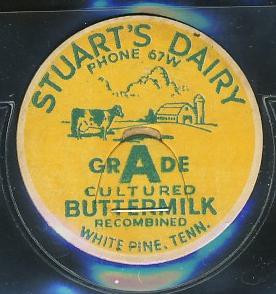 STUART'S DAIRY
PHONE 67W
GRADE
CULTURED
BUTTERMILK
RECOMBINED
WHITE PINE, TENN.